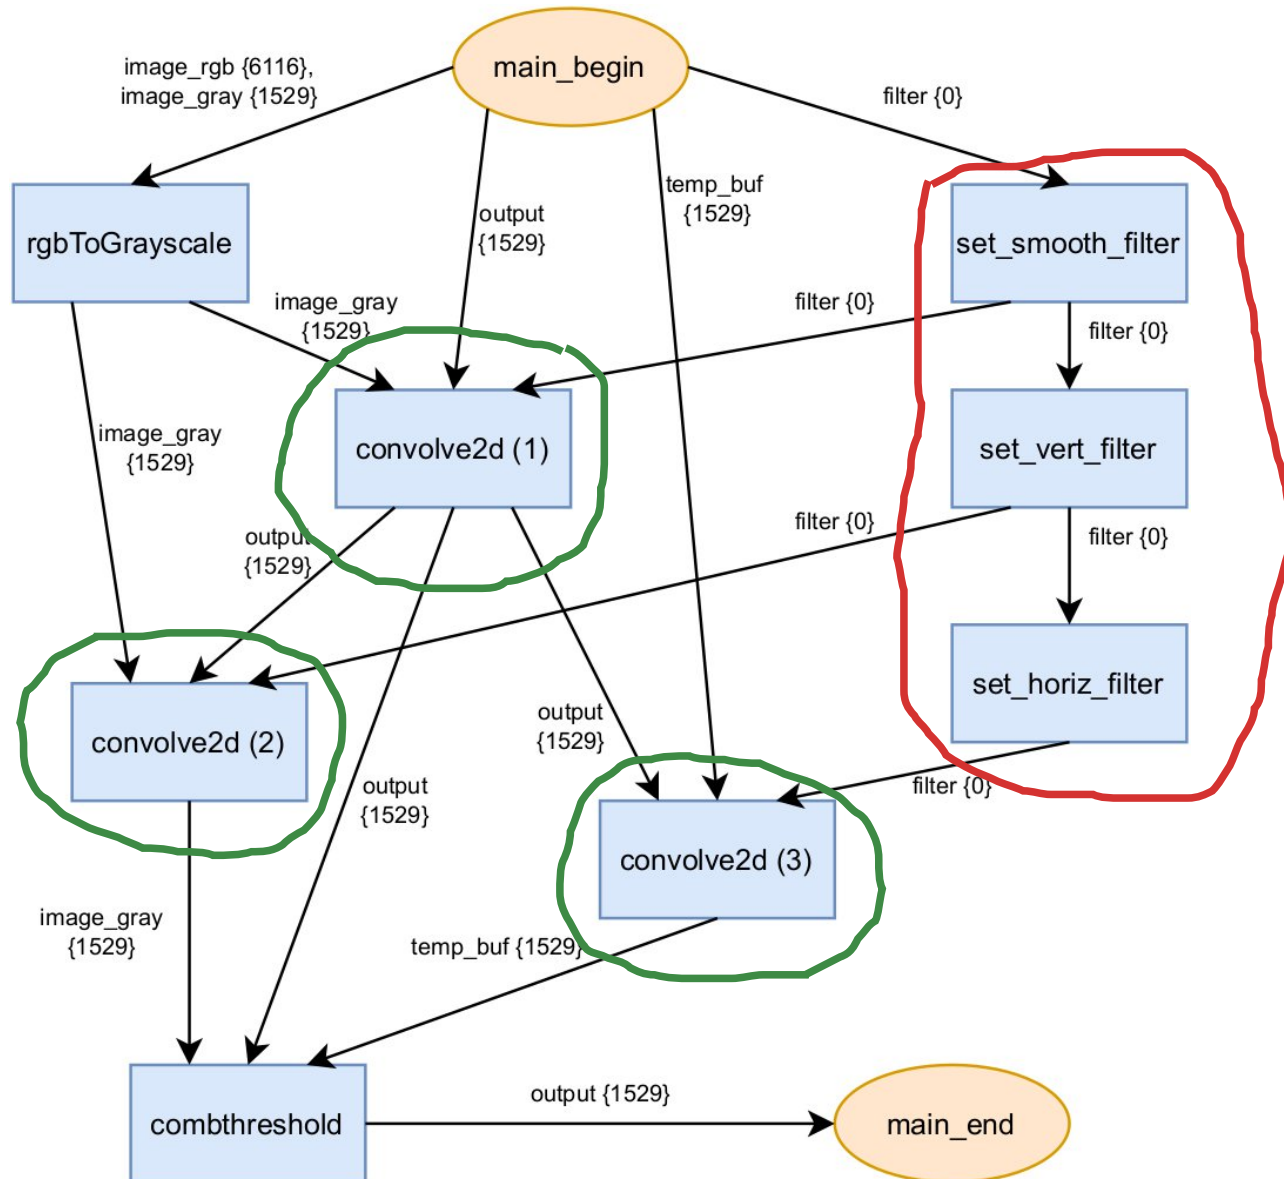 main_begin
image_rgb {6116},
image_gray {1529}
filter {0}
temp_buf
{1529}
output
{1529}
rgbToGrayscale
set_smooth_filter
image_gray
{1529}
filter {0}
filter {0}
image_gray
{1529}
convolve2d (1)
set_vert_filter
filter {0}
output
{1529}
filter {0}
set_horiz_filter
convolve2d (2)
output
{1529}
output
{1529}
filter {0}
convolve2d (3)
image_gray
{1529}
temp_buf {1529}
output {1529}
combthreshold
main_end